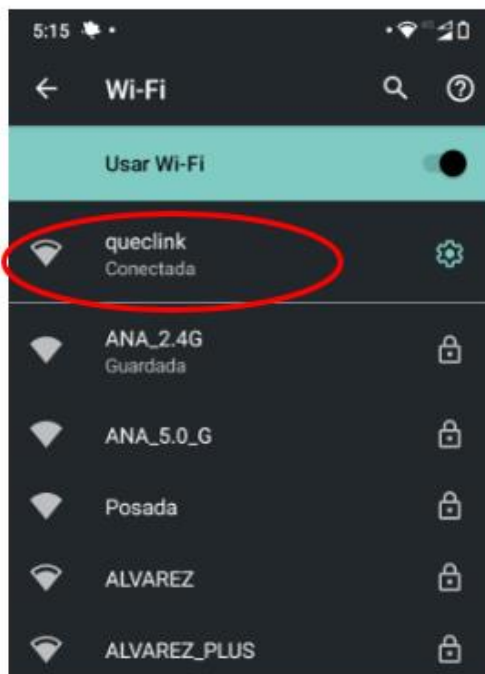 5:15
Wi-Fi
Usar Wi-Fi
queclink
Conectada
ANA_2.4G
Guardada
ANA_5.0_G
Posada
ALVAREZ
ALVAREZ_PLUS